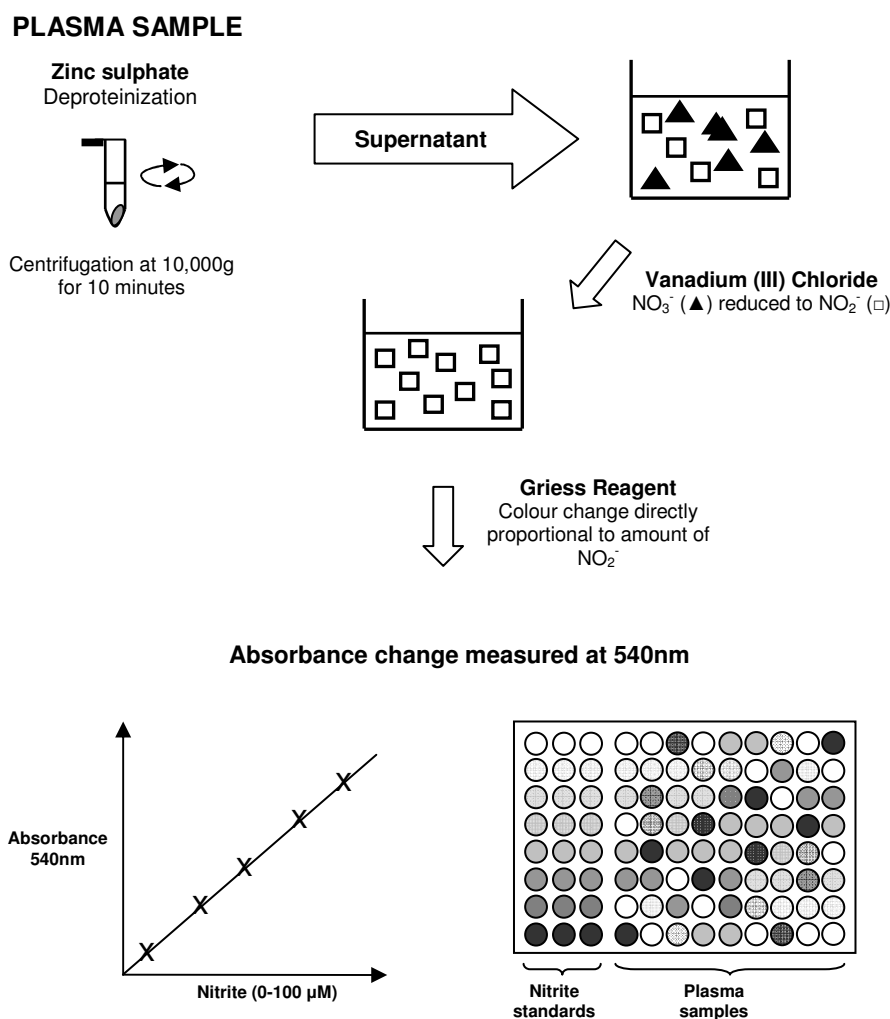 PLASMA SAMPLE
Zinc sulphate
Deproteinization
Supernatant
Centrifugation at 10,000g
for 10 minutes
Vanadium (III) Chloride
NO₃⁻ (▲) reduced to NO₂⁻ (□)
Griess Reagent
Colour change directly
proportional to amount of
NO₂⁻
Absorbance change measured at 540nm
Absorbance
540nm
X
X
X
X
X
Nitrite (0-100 µM)
Nitrite
standards
Plasma
samples